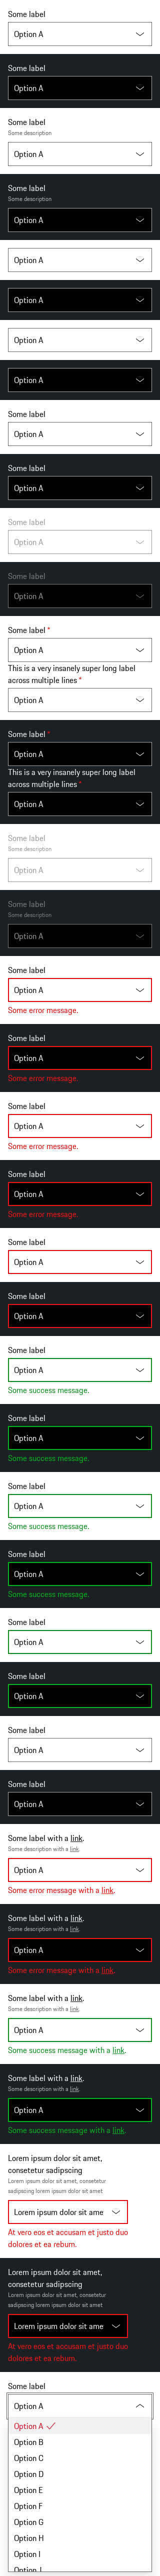 Some label
Option A
Some label
Option A
Some label
Some description
Option A
Some label
Some description
Option A
Option A
Option A
Option A
Option A
Some label
Option A
Some label
Option A
Some label
Option A
Some label
Option A
Some label *
Option A
This is a very insanely super long label
across multiple lines *
Option A
Some label *
Option A
This is a very insanely super long label
across multiple lines *
Option A
Some label
Some description
Option A
Some label
Some description
Option A
Some label
Option A
Some error message.
Some label
Option A
Some error message.
Some label
Option A
Some error message.
Some label
Option A
Some error message.
Some label
Option A
Some label
Option A
Some label
Option A
Some success message.
Some label
Option A
Some success message.
Some label
Option A
Some success message.
Some label
Option A
Some success message.
Some label
Option A
Some label
Option A
Some label
Option A
Some label
Option A
Some label with a link.
Some description with a link.
Option A
Some error message with a link.
Some label with a link.
Some description with a link.
Option A
Some error message with a link.
Some label with a link.
Some description with a link.
Option A
Some success message with a link.
Some label with a link.
Some description with a link.
Option A
Some success message with a link.
Lorem ipsum dolor sit amet,
consetetur sadipscing
Lorem ipsum dolor sit amet, consetetur
sadipscing lorem ipsum dolor sit amet
Lorem ipsum dolor sit ame
At vero eos et accusam et justo duo
dolores et ea rebum.
Lorem ipsum dolor sit amet,
consetetur sadipscing
Lorem ipsum dolor sit amet, consetetur
sadipscing lorem ipsum dolor sit amet
Lorem ipsum dolor sit ame
At vero eos et accusam et justo duo
dolores et ea rebum.
Some label
Option A
Option A
Option B
Option C
Option D
Option E
Option F
Option G
Option H
Option I
Option J